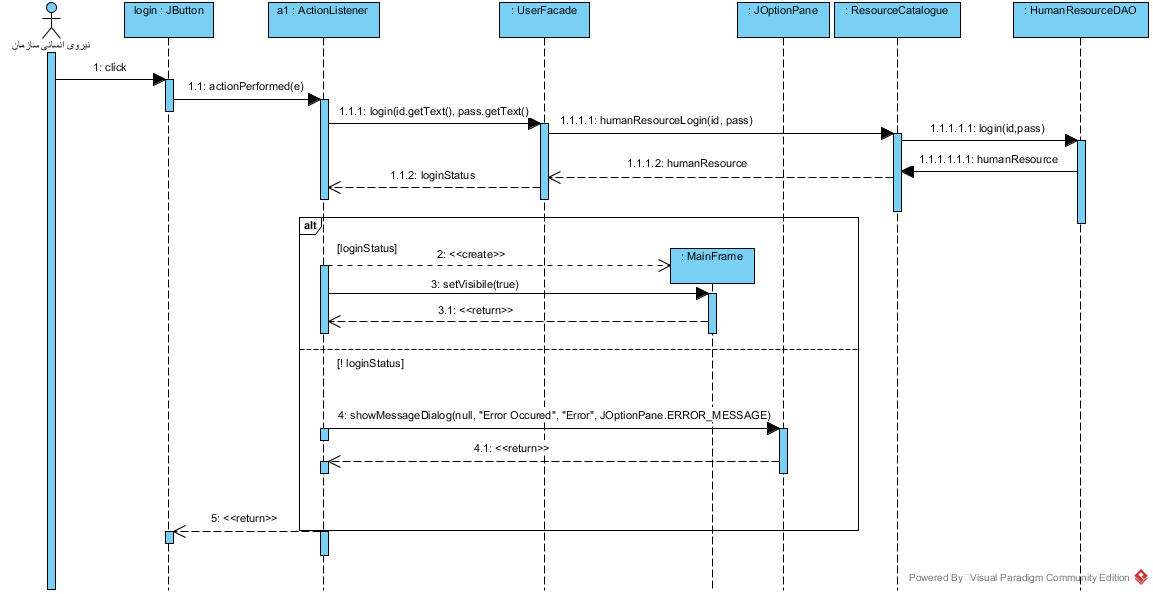 login : JButton
a1 : ActionListener
: UserFacade
: JOptionPane
: ResourceCatalogue
: HumanResourceDAO
نیروی انسانی سازمان
1: click
1.1: actionPerformed(e)
1.1.1: login(id.getText(), pass.getText()
1.1.1.1: humanResourceLogin(id, pass)
1.1.1.1.1: login(id,pass)
1.1.1.1.1.1: humanResource
1.1.1.2: humanResource
1.1.2: loginStatus
alt
[loginStatus]
2: <<create>>
: MainFrame
3: setVisibile(true)
3.1: <<return>>
[! loginStatus]
4: showMessageDialog(null, "Error Occured", "Error", JOptionPane.ERROR_MESSAGE)
4.1: <<return>>
5: <<return>>
Powered By Visual Paradigm Community Edition